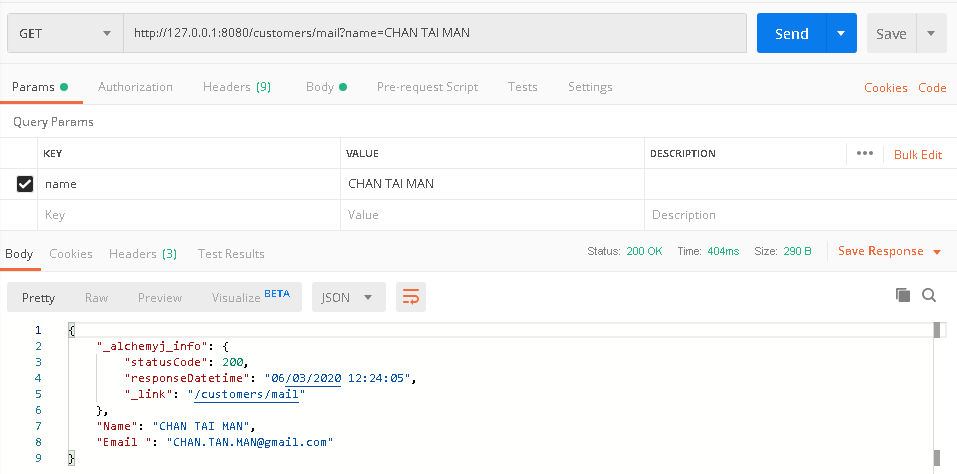 GET http://127.0.0.1:8080/customers/mail?name=CHAN TAI MAN Send Save
Params Authorization Headers (9) Body Pre-request Script Tests Settings Cookies Code
Query Params
KEY VALUE DESCRIPTION ••• Bulk Edit
name CHAN TAI MAN
Key Value Description
Body Cookies Headers (3) Test Results Status: 200 OK Time: 404ms Size: 290 B Save Response
Pretty Raw Preview Visualize BETA JSON
1 {
2 "_alchemyj_info": {
3 "statusCode": 200,
4 "responseDatetime": "06/03/2020 12:24:05",
5 "_link": "/customers/mail"
6 },
7 "Name": "CHAN TAI MAN",
8 "Email ": "CHAN.TAN.MAN@gmail.com"
9 }